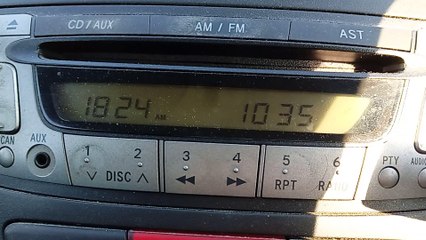 CD/AUX AM/FM AST
1824 AM 1035
SCAN AUX 1 2 3 4 5 6 PTY AUDIO
DISC RPT RAND